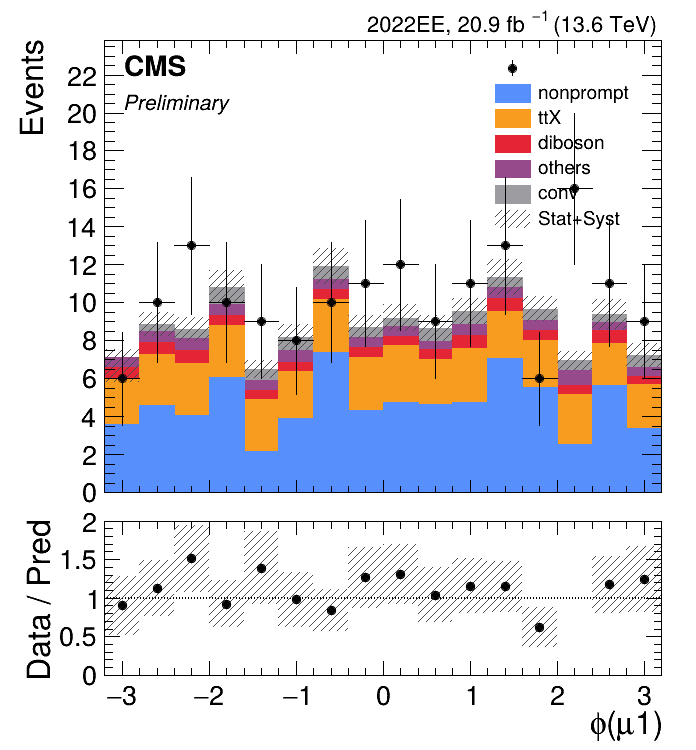 2022EE, 20.9 fb⁻¹ (13.6 TeV)
CMS
Preliminary
nonprompt
ttX
diboson
others
conv
Stat+Syst
Events
22
20
18
16
14
12
10
8
6
4
2
0
Data / Pred
2
1.5
1
0.5
0
−3 −2 −1 0 1 2 3
ϕ(μ1)